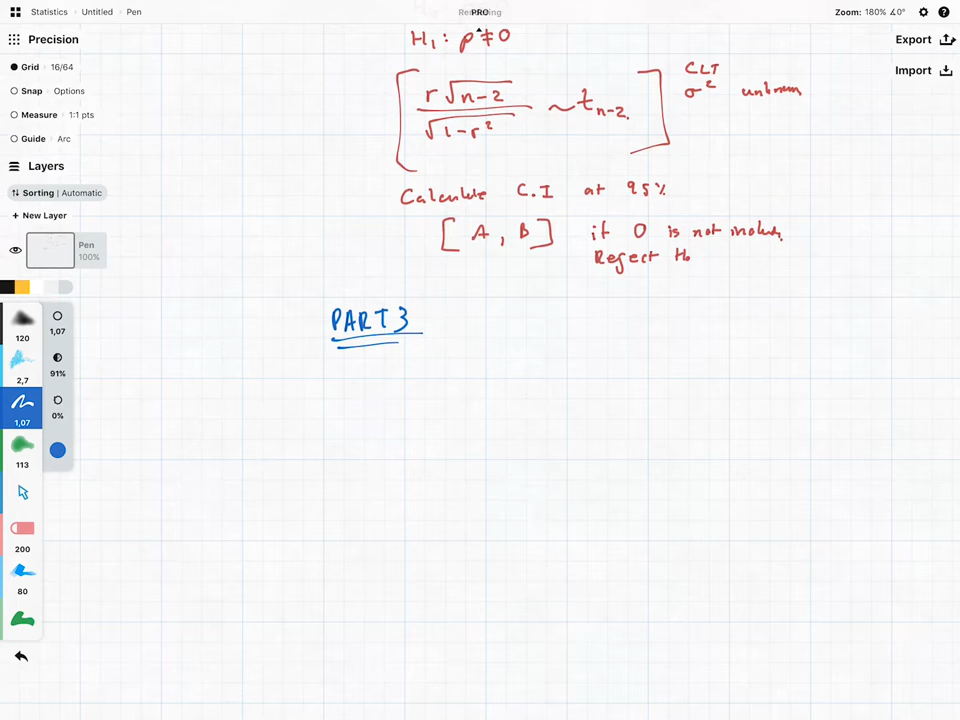 Statistics Untitled Pen
PRO
Zoom: 180% ∠0°
Precision
Export
Import
Grid 16/64
Snap Options
Measure 1:1 pts
Guide Arc
Layers
Sorting | Automatic
+ New Layer
Pen
100%
120
2,7
1,07
113
200
80
1,07
91%
0%
H₁: ρ ≠ 0
r √n-2 / √1-r² ~ t n-2.
CLT
σ² unknown
Calculate C.I at 95%
[ A , B ] if 0 is not
Reject H₀
PART 3